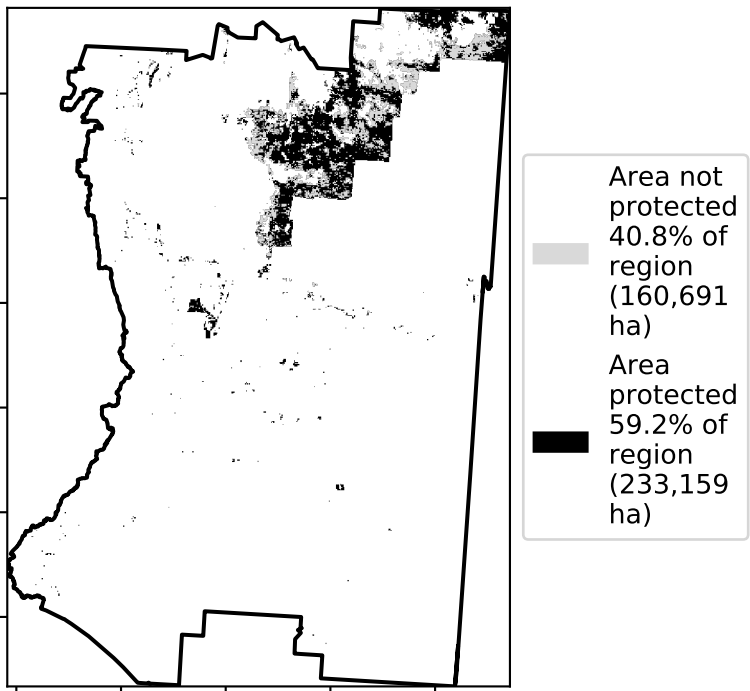 Area not
protected
40.8% of
region
(160,691
ha)
Area
protected
59.2% of
region
(233,159
ha)